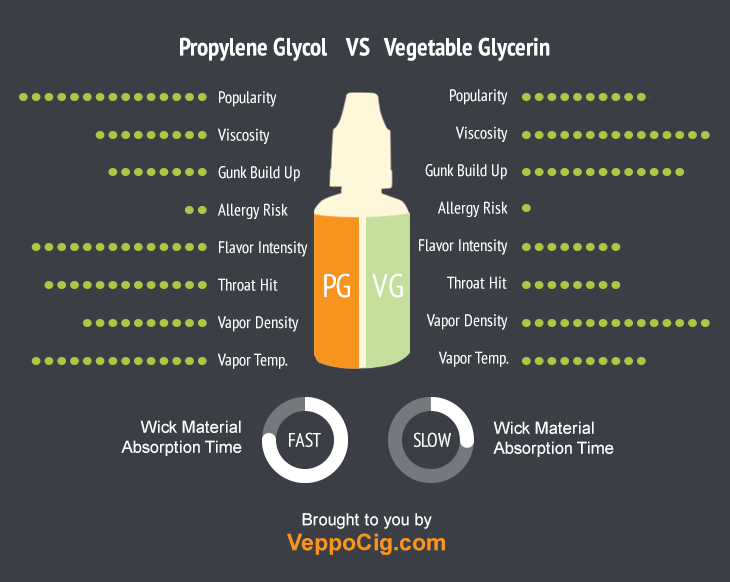 Propylene Glycol VS Vegetable Glycerin
Popularity
Viscosity
Gunk Build Up
Allergy Risk
Flavor Intensity
Throat Hit
Vapor Density
Vapor Temp.
PG VG
Popularity
Viscosity
Gunk Build Up
Allergy Risk
Flavor Intensity
Throat Hit
Vapor Density
Vapor Temp.
Wick Material
Absorption Time
FAST
SLOW
Wick Material
Absorption Time
Brought to you by
VeppoCig.com